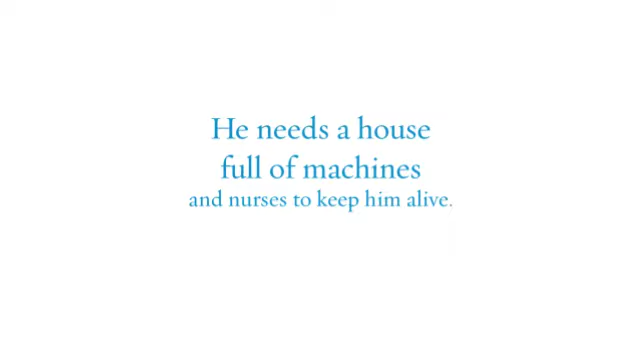 He needs a house
full of machines
and nurses to keep him alive.